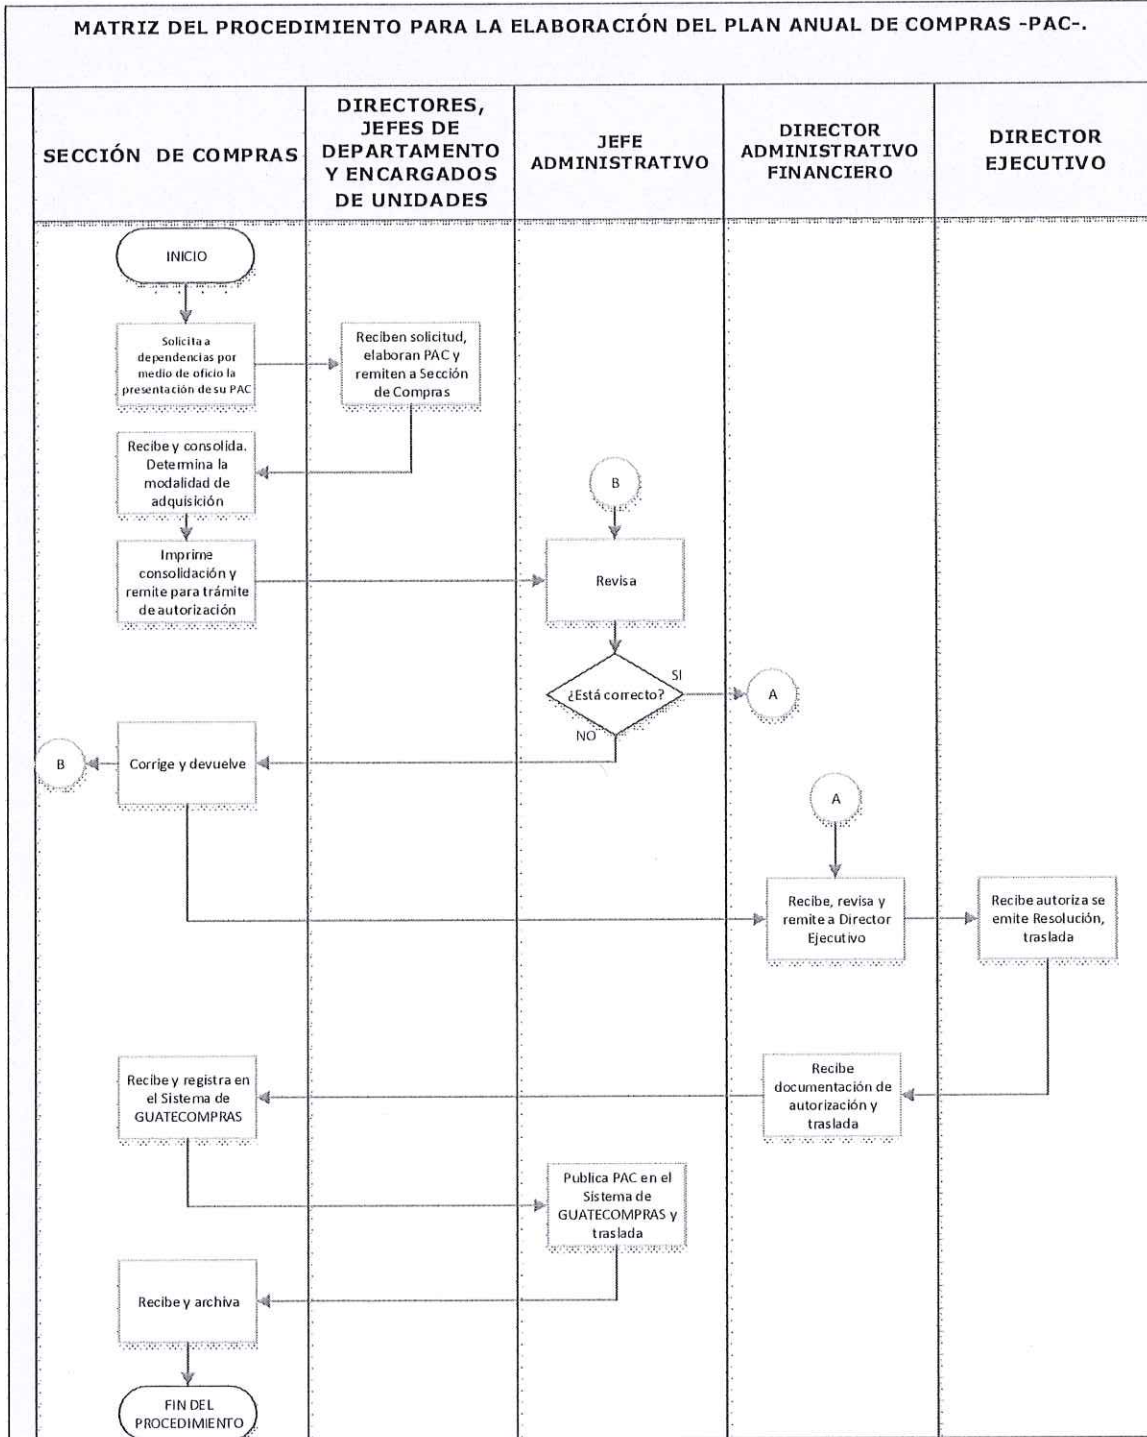 MATRIZ DEL PROCEDIMIENTO PARA LA ELABORACIÓN DEL PLAN ANUAL DE COMPRAS -PAC-.
SECCIÓN DE COMPRAS
DIRECTORES,
JEFES DE
DEPARTAMENTO
Y ENCARGADOS
DE UNIDADES
JEFE
ADMINISTRATIVO
DIRECTOR
ADMINISTRATIVO
FINANCIERO
DIRECTOR
EJECUTIVO
INICIO
Solicita a
dependencias por
medio de oficio la
presentación de su PAC
Reciben solicitud,
elaboran PAC y
remiten a Sección
de Compras
Recibe y consolida.
Determina la
modalidad de
adquisición
B
Imprime
consolidación y
remite para trámite
de autorización
Revisa
¿Está correcto?
SI
A
NO
B
Corrige y devuelve
A
Recibe, revisa y
remite a Director
Ejecutivo
Recibe autoriza se
emite Resolución,
traslada
Recibe
documentación de
autorización y
traslada
Recibe y registra en
el Sistema de
GUATECOMPRAS
Publica PAC en el
Sistema de
GUATECOMPRAS y
traslada
Recibe y archiva
FIN DEL
PROCEDIMIENTO